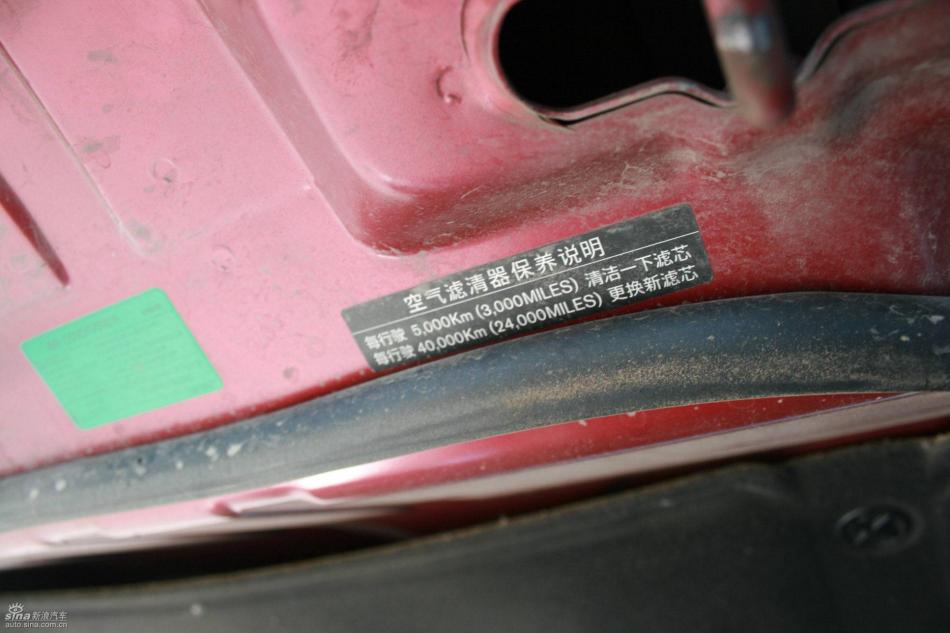 空气滤清器保养说明
每行驶 5,000Km (3,000MILES) 清洁一下滤芯
每行驶 40,000Km (24,000MILES) 更换新滤芯
sina新浪汽车
auto.sina.com.cn